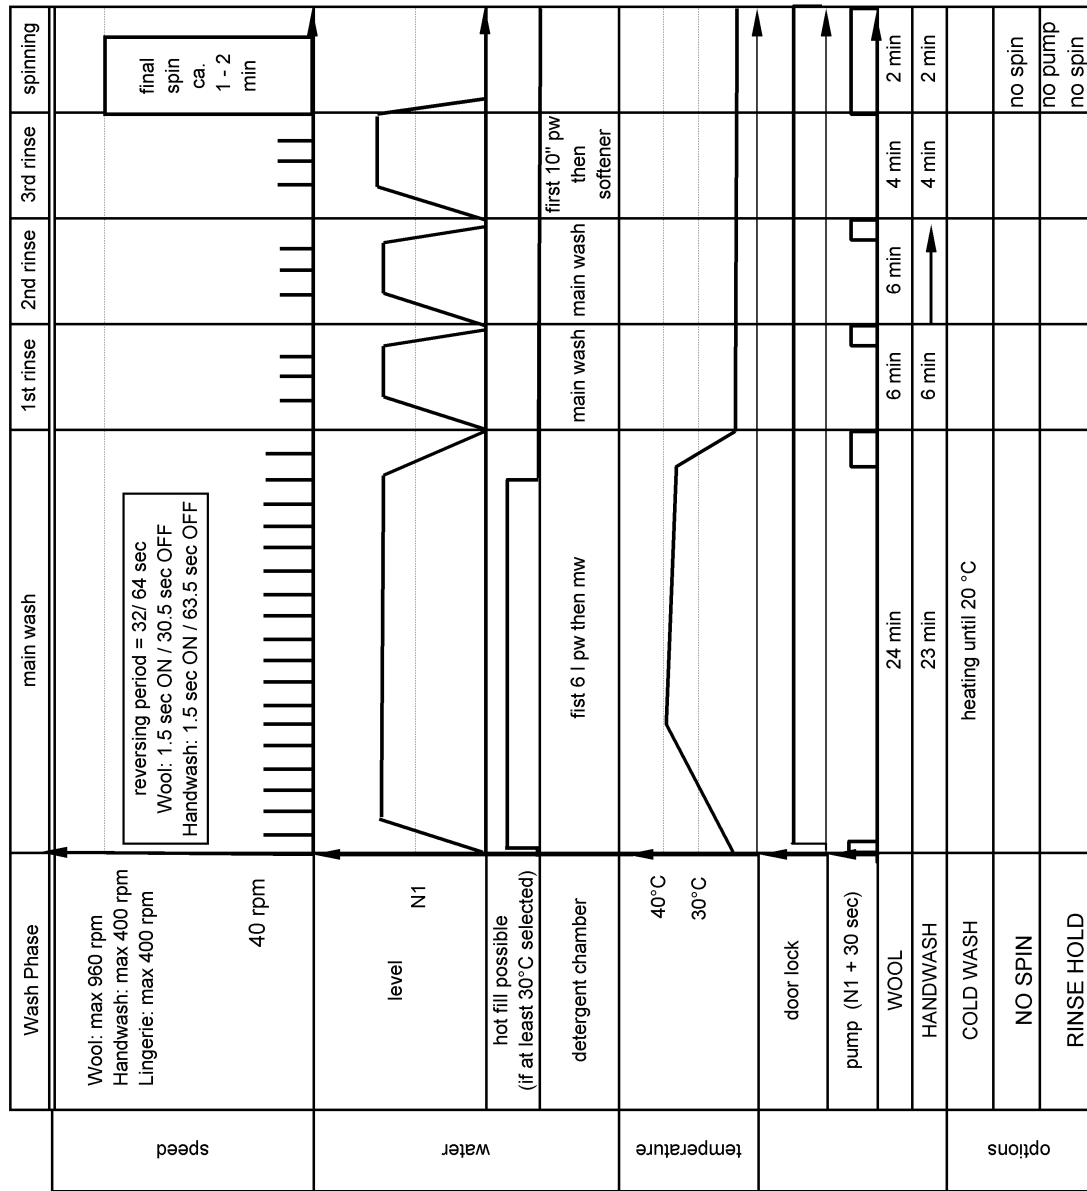 Wash Phase
main wash
1st rinse
2nd rinse
3rd rinse
spinning
speed
Wool: max 960 rpm
Handwash: max 400 rpm
Lingerie: max 400 rpm
40 rpm
reversing period = 32/ 64 sec
Wool: 1.5 sec ON / 30.5 sec OFF
Handwash: 1.5 sec ON / 63.5 sec OFF
final
spin
ca.
1 - 2
min
water
level
N1
hot fill possible
(if at least 30°C selected)
detergent chamber
fist 6 l pw then mw
main wash
main wash
first 10" pw
then
softener
temperature
40°C
30°C
door lock
pump (N1 + 30 sec)
WOOL
24 min
6 min
6 min
4 min
2 min
HANDWASH
23 min
6 min
4 min
2 min
options
COLD WASH
heating until 20 °C
NO SPIN
no spin
RINSE HOLD
no pump
no spin